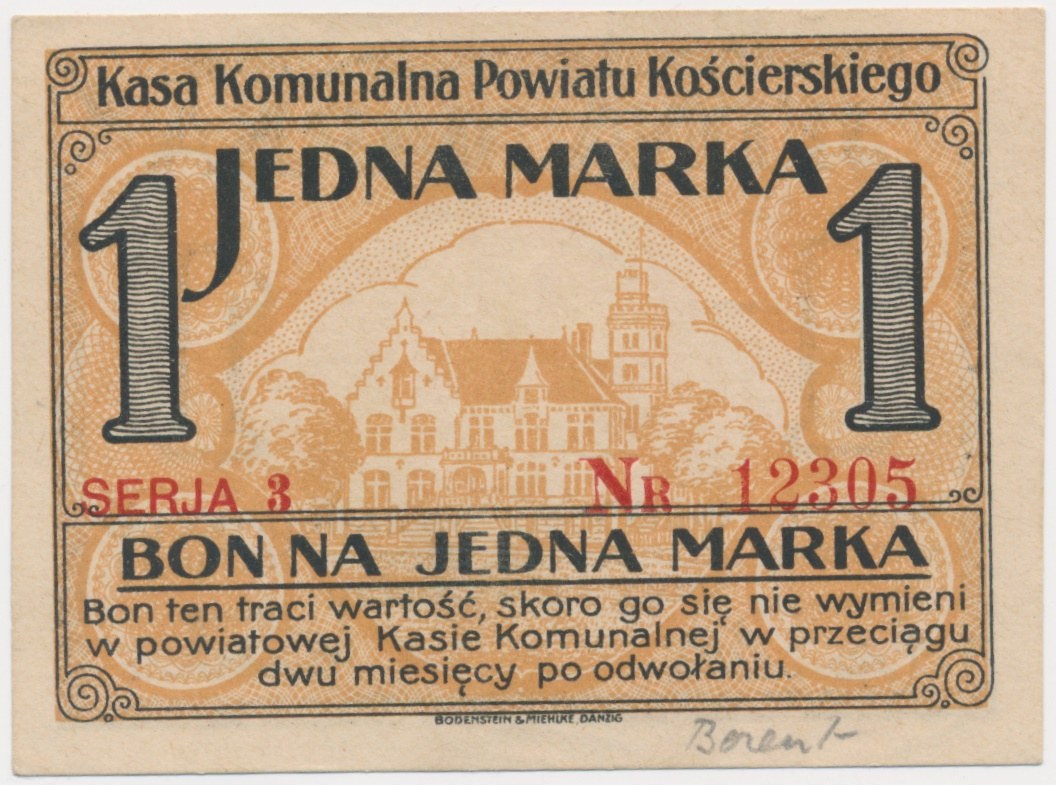 Kasa Komunalna Powiatu Kościerskiego
JEDNA MARKA
1 1
SERJA 3 NR 12305
BON NA JEDNA MARKA
Bon ten traci wartość, skoro go się nie wymieni
w powiatowej Kasie Komunalnej w przeciągu
dwu miesięcy po odwołaniu.
BODENSTEIN & MIEHLKE, DANZIG
Berent